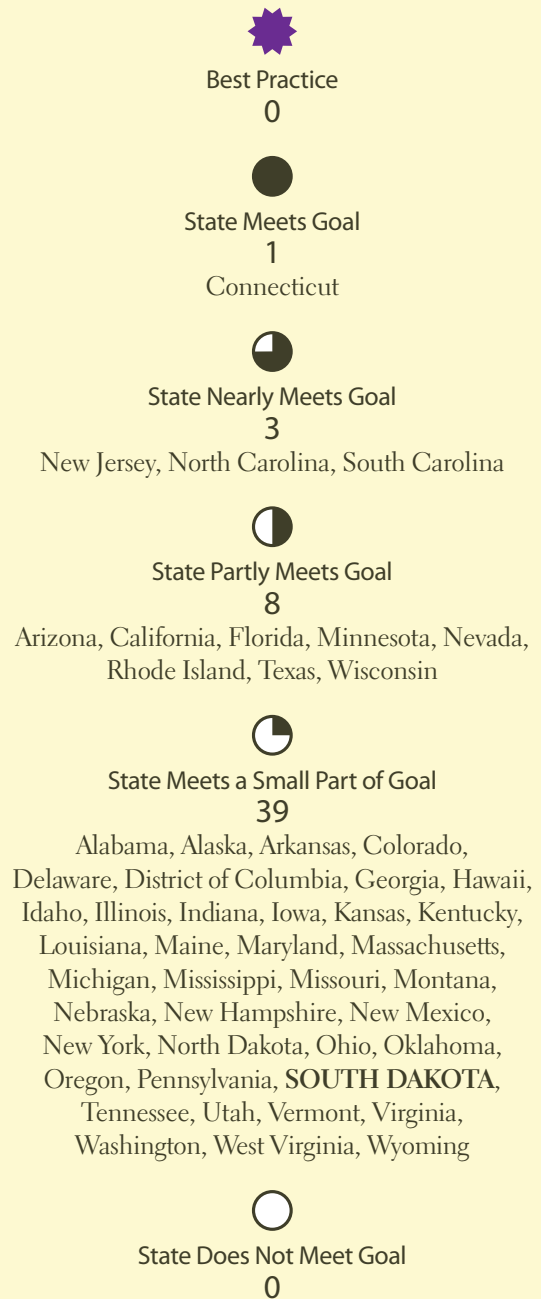 Best Practice
0
State Meets Goal
1
Connecticut
State Nearly Meets Goal
3
New Jersey, North Carolina, South Carolina
State Partly Meets Goal
8
Arizona, California, Florida, Minnesota, Nevada,
Rhode Island, Texas, Wisconsin
State Meets a Small Part of Goal
39
Alabama, Alaska, Arkansas, Colorado,
Delaware, District of Columbia, Georgia, Hawaii,
Idaho, Illinois, Indiana, Iowa, Kansas, Kentucky,
Louisiana, Maine, Maryland, Massachusetts,
Michigan, Mississippi, Missouri, Montana,
Nebraska, New Hampshire, New Mexico,
New York, North Dakota, Ohio, Oklahoma,
Oregon, Pennsylvania, SOUTH DAKOTA,
Tennessee, Utah, Vermont, Virginia,
Washington, West Virginia, Wyoming
State Does Not Meet Goal
0